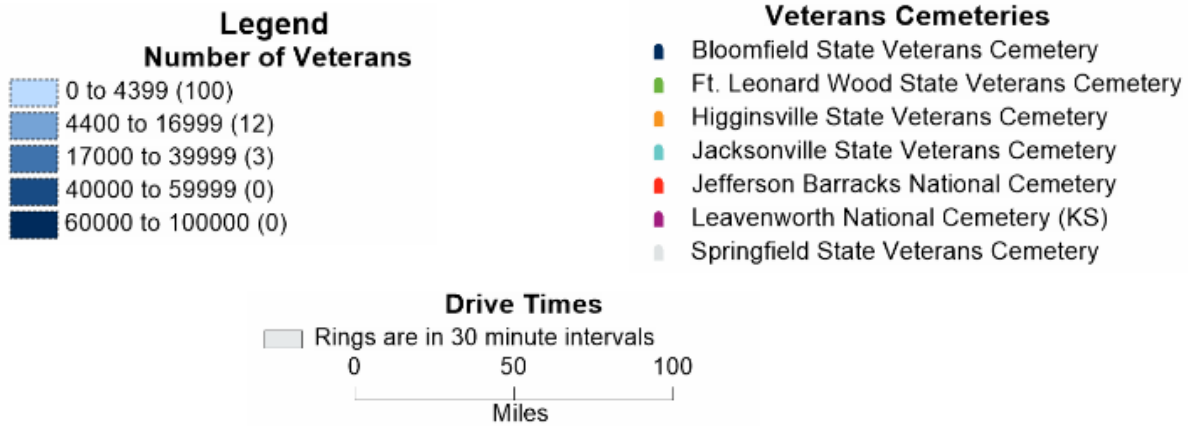 Legend
Number of Veterans
0 to 4399 (100)
4400 to 16999 (12)
17000 to 39999 (3)
40000 to 59999 (0)
60000 to 100000 (0)
Veterans Cemeteries
Bloomfield State Veterans Cemetery
Ft. Leonard Wood State Veterans Cemetery
Higginsville State Veterans Cemetery
Jacksonville State Veterans Cemetery
Jefferson Barracks National Cemetery
Leavenworth National Cemetery (KS)
Springfield State Veterans Cemetery
Drive Times
Rings are in 30 minute intervals
0 50 100
Miles